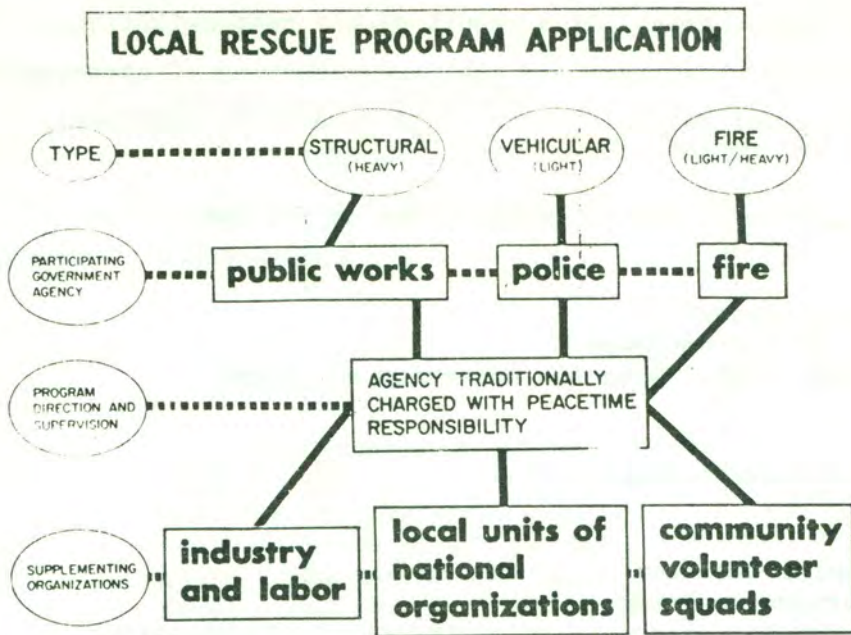 LOCAL RESCUE PROGRAM APPLICATION
TYPE
STRUCTURAL
(HEAVY)
VEHICULAR
(LIGHT)
FIRE
(LIGHT/HEAVY)
PARTICIPATING
GOVERNMENT
AGENCY
public works
police
fire
PROGRAM
DIRECTION AND
SUPERVISION
AGENCY TRADITIONALLY
CHARGED WITH PEACETIME
RESPONSIBILITY
SUPPLEMENTING
ORGANIZATIONS
industry
and labor
local units of
national
organizations
community
volunteer
squads